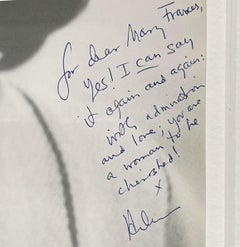 for dear Mary Frances,
Yes! I can say
it again and again:
with admiration
and love; you are
a woman to be
cherished!
x